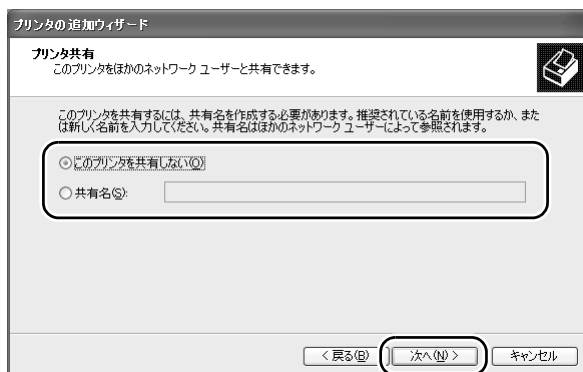 プリンタの追加ウィザード
プリンタ共有
このプリンタをほかのネットワーク ユーザーと共有できます。
このプリンタを共有するには、共有名を作成する必要があります。推奨されている名前を使用するか、また
は新しく名前を入力してください。共有名はほかのネットワーク ユーザーによって参照されます。
このプリンタを共有しない(O)
共有名(S):
< 戻る(B)
次へ(N) >
キャンセル